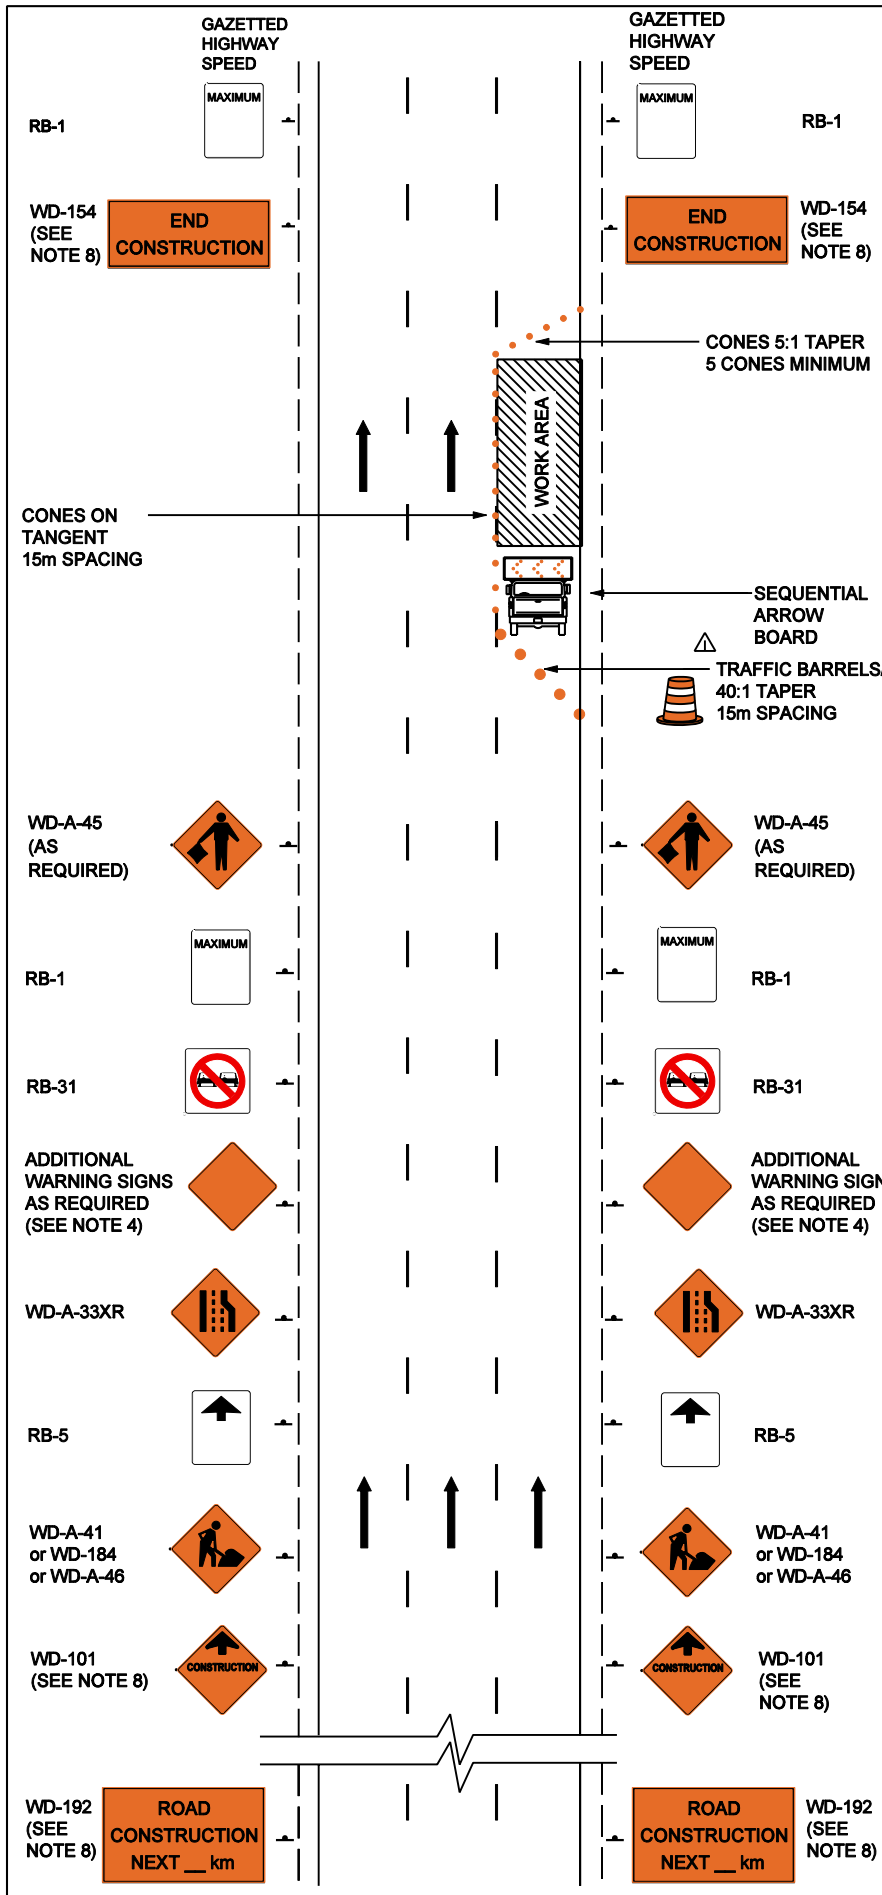 GAZETTED
HIGHWAY
SPEED
GAZETTED
HIGHWAY
SPEED
RB-1
MAXIMUM
MAXIMUM
RB-1
WD-154
(SEE
NOTE 8)
END
CONSTRUCTION
END
CONSTRUCTION
WD-154
(SEE
NOTE 8)
CONES 5:1 TAPER
5 CONES MINIMUM
WORK AREA
CONES ON
TANGENT
15m SPACING
SEQUENTIAL
ARROW
BOARD
TRAFFIC BARRELS
40:1 TAPER
15m SPACING
WD-A-45
(AS
REQUIRED)
WD-A-45
(AS
REQUIRED)
RB-1
MAXIMUM
MAXIMUM
RB-1
RB-31
RB-31
ADDITIONAL
WARNING SIGNS
AS REQUIRED
(SEE NOTE 4)
ADDITIONAL
WARNING SIGN
AS REQUIRED
(SEE NOTE 4)
WD-A-33XR
WD-A-33XR
RB-5
RB-5
WD-A-41
or WD-184
or WD-A-46
WD-A-41
or WD-184
or WD-A-46
WD-101
(SEE NOTE 8)
CONSTRUCTION
CONSTRUCTION
WD-101
(SEE
NOTE 8)
WD-192
(SEE
NOTE 8)
ROAD
CONSTRUCTION
NEXT __ km
ROAD
CONSTRUCTION
NEXT __ km
WD-192
(SEE
NOTE 8)